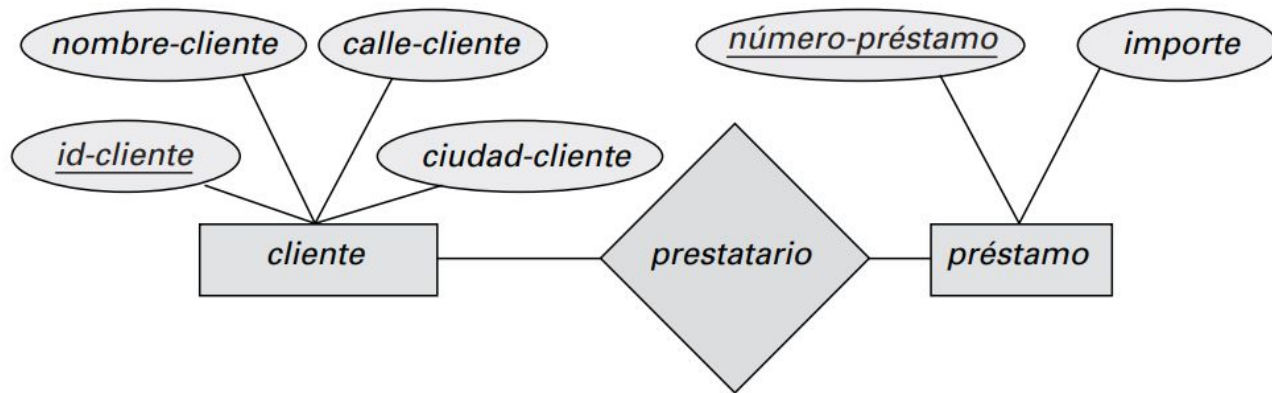 nombre-cliente
calle-cliente
número-préstamo
importe
id-cliente
ciudad-cliente
cliente
prestatario
préstamo